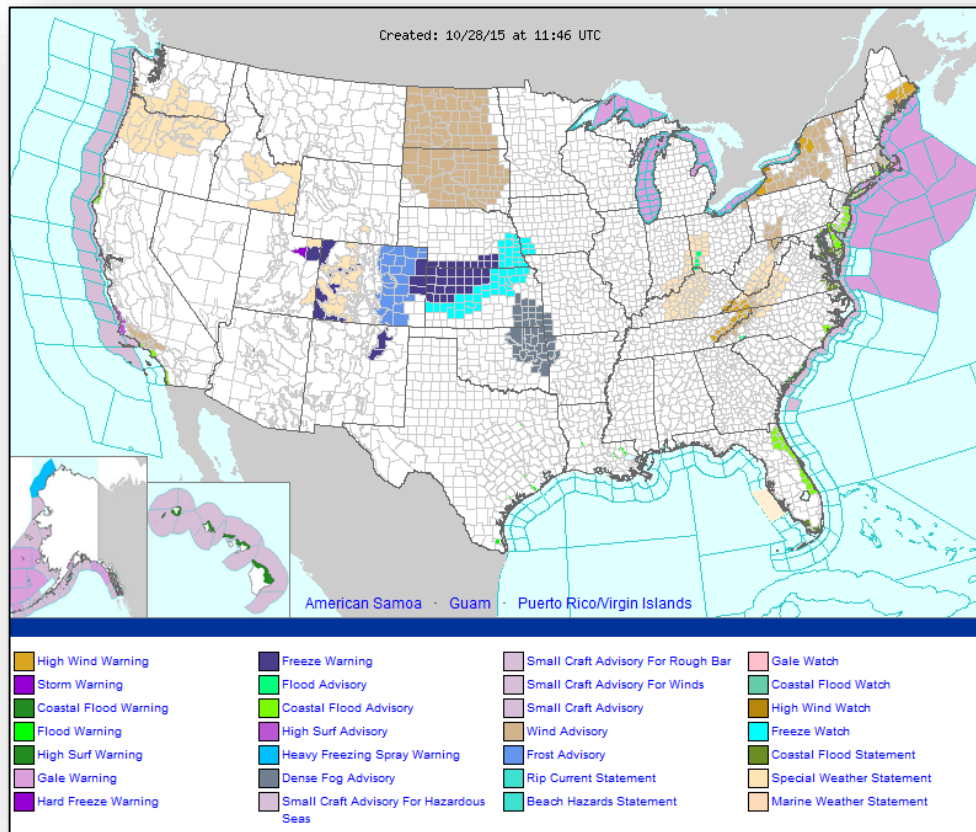 Created: 10/28/15 at 11:46 UTC
American Samoa · Guam · Puerto Rico/Virgin Islands
High Wind Warning
Storm Warning
Coastal Flood Warning
Flood Warning
High Surf Warning
Gale Warning
Hard Freeze Warning
Freeze Warning
Flood Advisory
Coastal Flood Advisory
High Surf Advisory
Heavy Freezing Spray Warning
Dense Fog Advisory
Small Craft Advisory For Hazardous
Seas
Small Craft Advisory For Rough Bar
Small Craft Advisory For Winds
Small Craft Advisory
Wind Advisory
Frost Advisory
Rip Current Statement
Beach Hazards Statement
Gale Watch
Coastal Flood Watch
High Wind Watch
Freeze Watch
Coastal Flood Statement
Special Weather Statement
Marine Weather Statement